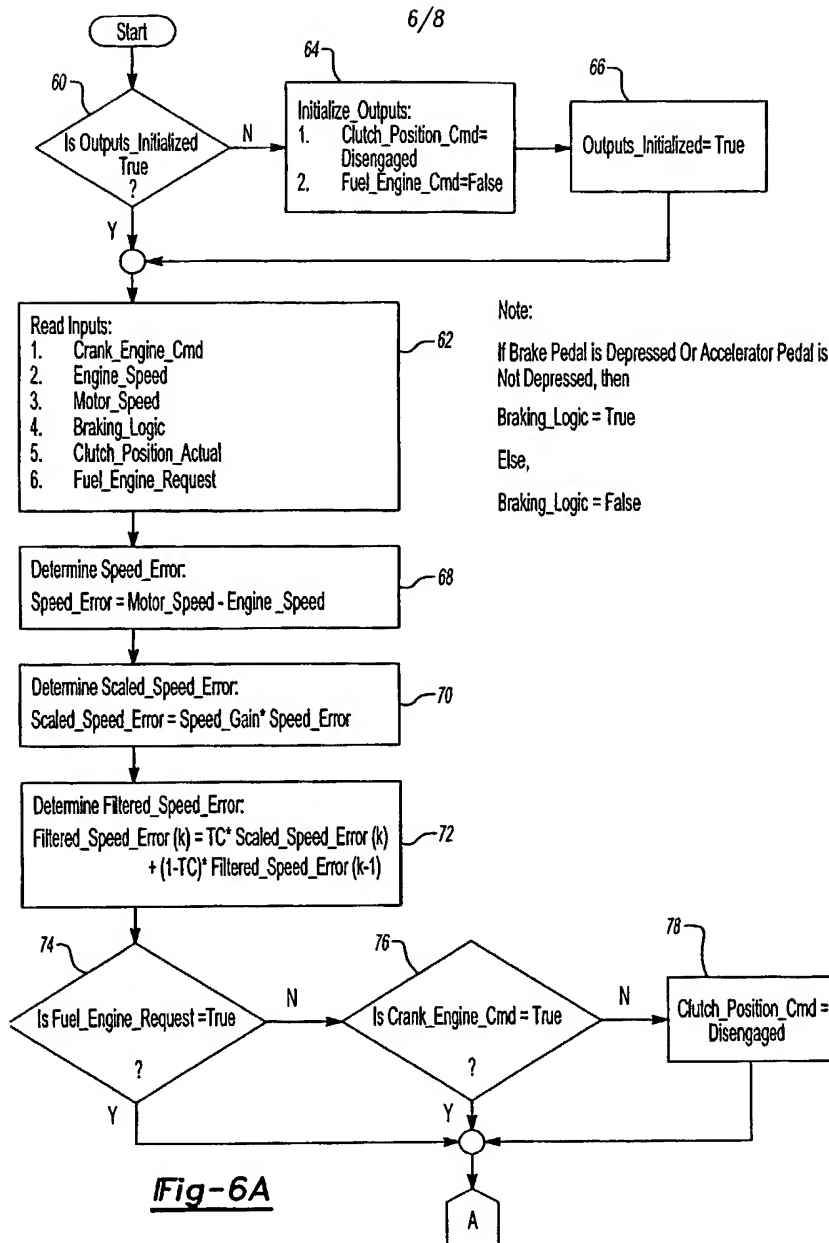 6/8
Start
60
Is Outputs_Initialized
True
?
N
Y
64
Initialize_Outputs:
1. Clutch_Position_Cmd=
Disengaged
2. Fuel_Engine_Cmd=False
66
Outputs_Initialized= True
Read Inputs:
1. Crank_Engine_Cmd
2. Engine_Speed
3. Motor_Speed
4. Braking_Logic
5. Clutch_Position_Actual
6. Fuel_Engine_Request
62
Note:
If Brake Pedal is Depressed Or Accelerator Pedal is
Not Depressed, then
Braking_Logic = True
Else,
Braking_Logic = False
Determine Speed_Error:
Speed_Error = Motor_Speed - Engine _Speed
68
Determine Scaled_Speed_Error:
Scaled_Speed_Error = Speed_Gain* Speed_Error
70
Determine Filtered_Speed_Error:
Filtered_Speed_Error (k) = TC* Scaled_Speed_Error (k)
+ (1-TC)* Filtered_Speed_Error (k-1)
72
74
Is Fuel_Engine_Request =True
?
N
Y
76
Is Crank_Engine_Cmd = True
?
N
Y
78
Clutch_Position_Cmd =
Disengaged
Fig-6A
A